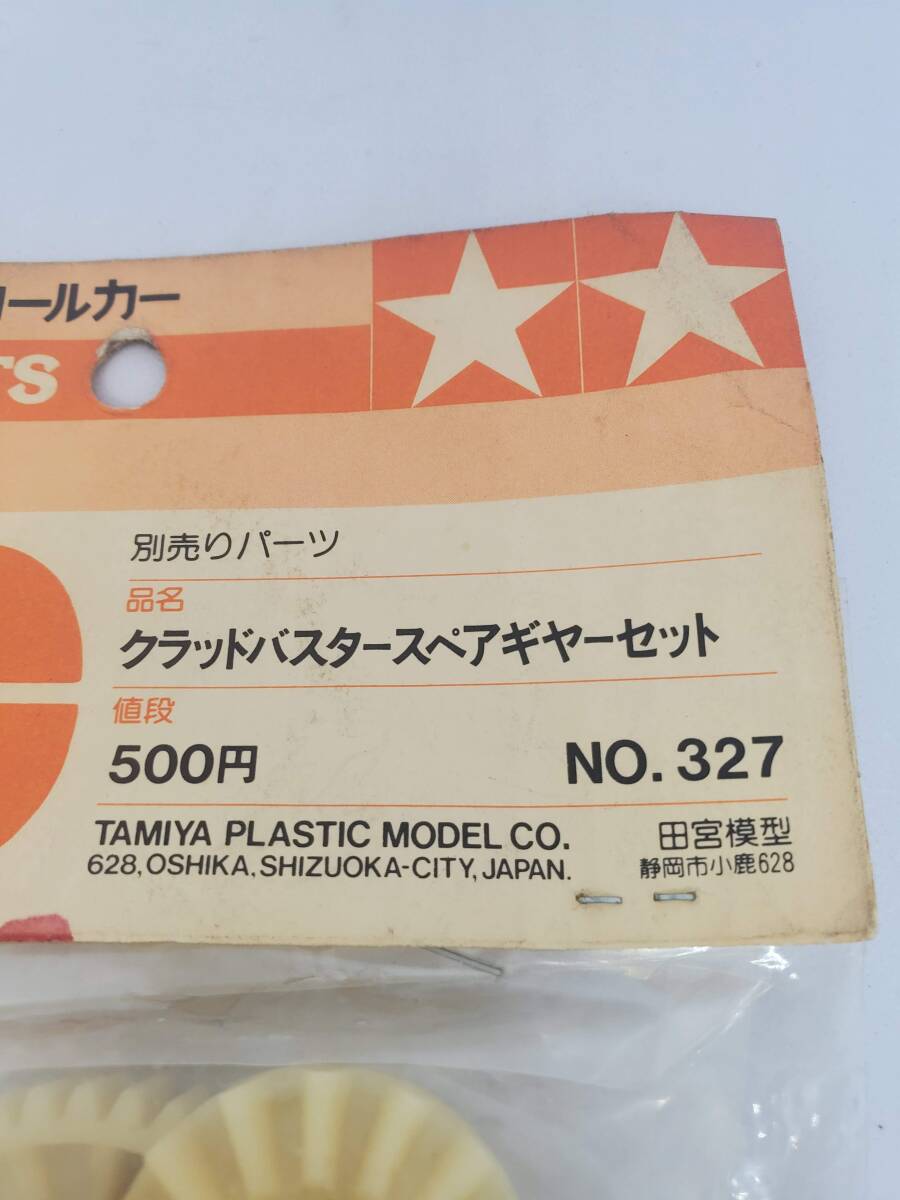 ールカー
TS
別売りパーツ
品名
クラッドバスタースペアギヤーセット
値段
500円 NO. 327
TAMIYA PLASTIC MODEL CO. 田宮模型
628, OSHIKA, SHIZUOKA-CITY, JAPAN. 静岡市小鹿628